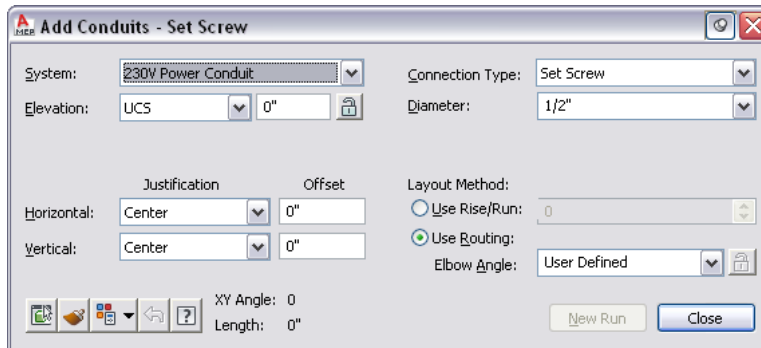 MEP Add Conduits - Set Screw
System: 230V Power Conduit
Connection Type: Set Screw
Elevation: UCS 0"
Diameter: 1/2"
Justification Offset
Layout Method:
Horizontal: Center 0"
Use Rise/Run: 0
Vertical: Center 0"
Use Routing:
Elbow Angle: User Defined
XY Angle: 0
Length: 0"
New Run Close